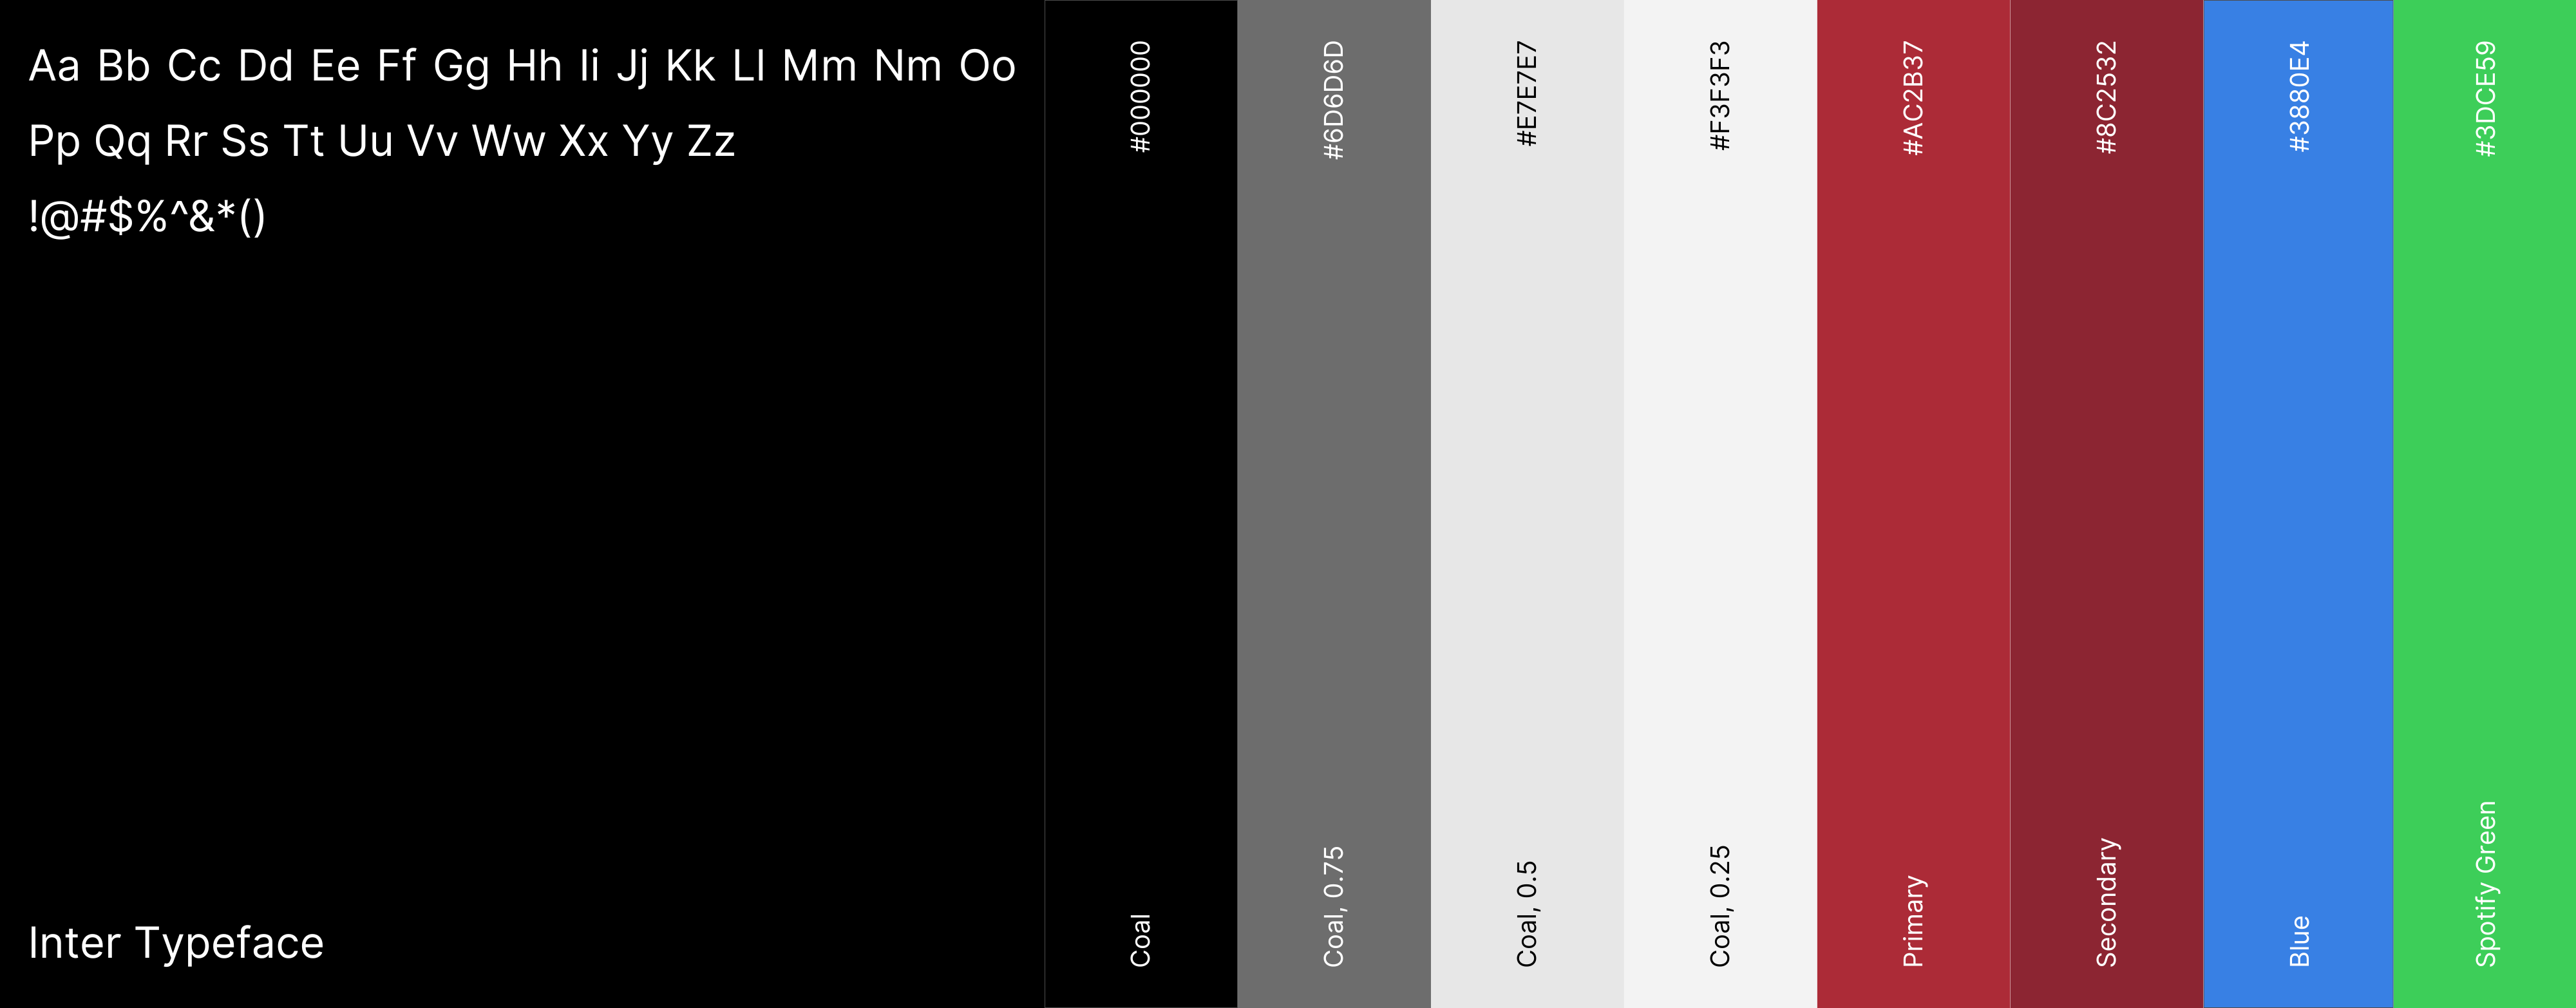 Aa Bb Cc Dd Ee Ff Gg Hh Ii Jj Kk Ll Mm Nm Oo
Pp Qq Rr Ss Tt Uu Vv Ww Xx Yy Zz
!@#$%^&*()
Inter Typeface
#000000
Coal
#6D6D6D
Coal, 0.75
#E7E7E7
Coal, 0.5
#F3F3F3
Coal, 0.25
#AC2B37
Primary
#8C2532
Secondary
#3880E4
Blue
#3DCE59
Spotify Green